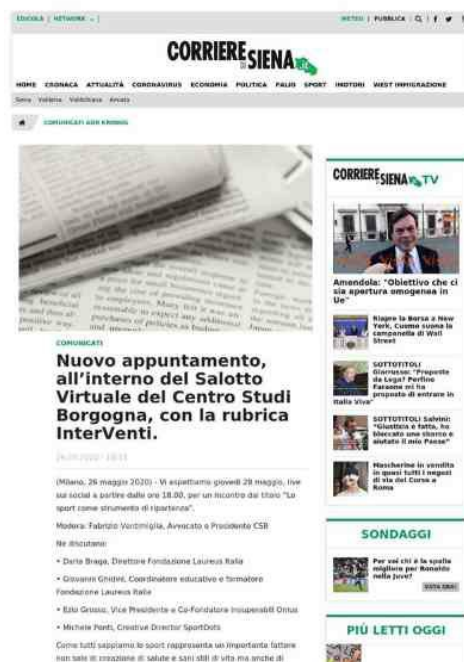 EDICOLA | NETWORK
METEO | PUBBLICA
CORRIERE DI SIENA
HOME CRONACA ATTUALITÀ CORONAVIRUS ECONOMIA POLITICA PALIO SPORT MOTORI WEST IMMIGRAZIONE
Siena Valdelsa Valdichiana Amiata
COMUNICATI ADN KRONOS
CORRIERE DI SIENA TV
Amendola: "Obiettivo che ci
sia apertura omogenea in
Ue"
Riapre la Borsa a New
York, Cuomo suona la
campanella di Wall
Street
SOTTOTITOLI
Giarrusso: "Proposte
da Lega? Perfino
Faraone mi ha
proposto di entrare in
Italia Viva"
SOTTOTITOLI Salvini:
"Giustizia è fatta, ho
bloccato uno sbarco e
aiutato il mio Paese"
Mascherine in vendita
in quasi tutti i negozi
di via del Corso a
Roma
SONDAGGI
Per voi chi è la spalla
migliore per Ronaldo
nella Juve?
VOTA ORA!
PIÙ LETTI OGGI
COMUNICATI
Nuovo appuntamento,
all'interno del Salotto
Virtuale del Centro Studi
Borgogna, con la rubrica
InterVenti.
(Milano, 26 maggio 2020) - Vi aspettiamo giovedì 28 maggio, live
sui social a partire dalle ore 18.00, per un incontro dal titolo "Lo
sport come strumento di ripartenza".
Modera: Fabrizio Ventimiglia, Avvocato e Presidente CSB
Ne discutono:
• Daria Braga, Direttore Fondazione Laureus Italia
• Giovanni Ghidini, Coordinatore educativo e formatore
Fondazione Laureus Italia
• Ezio Grosso, Vice Presidente e Co-Fondatore Insuperabili Onlus
• Michele Ponti, Creative Director SportDots
Come tutti sappiamo lo sport rappresenta un importante fattore
non solo di creazione di salute e sani stili di vita ma anche di